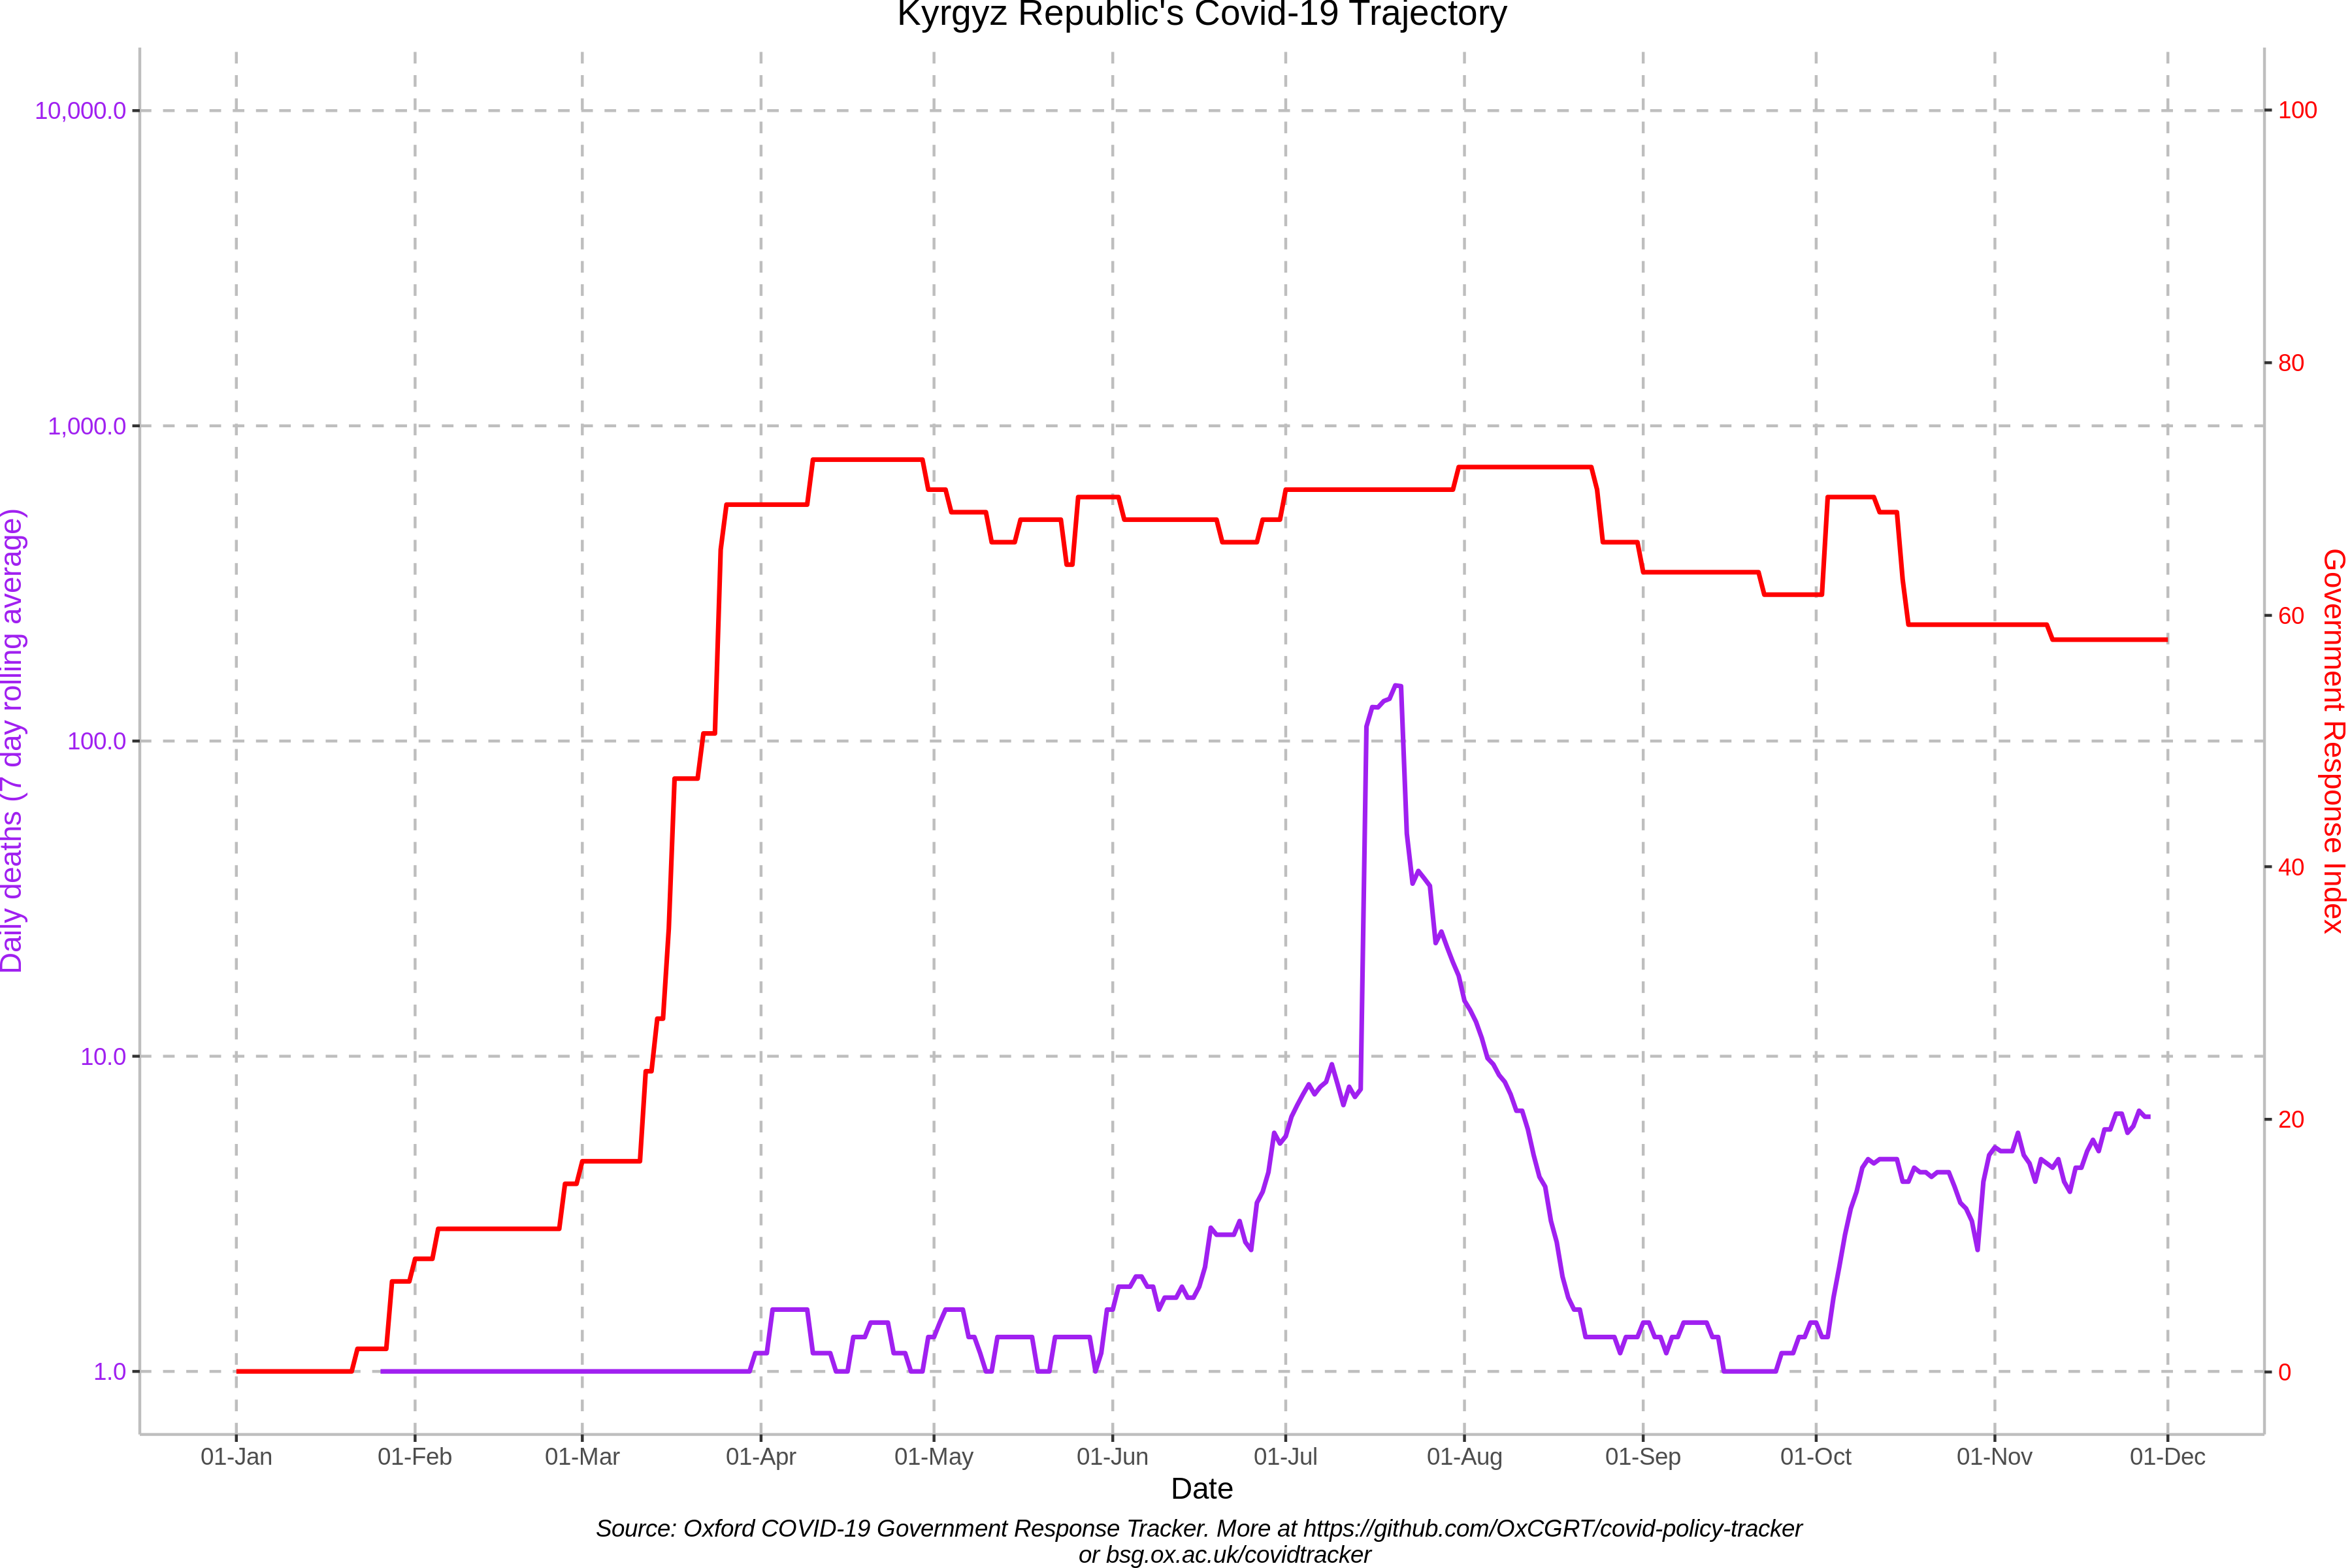 Kyrgyz Republic's Covid-19 Trajectory
10,000.0
1,000.0
100.0
10.0
1.0
Daily deaths (7 day rolling average)
100
80
60
40
20
0
Government Response Index
01-Jan
01-Feb
01-Mar
01-Apr
01-May
01-Jun
01-Jul
01-Aug
01-Sep
01-Oct
01-Nov
01-Dec
Date
Source: Oxford COVID-19 Government Response Tracker. More at https://github.com/OxCGRT/covid-policy-tracker
or bsg.ox.ac.uk/covidtracker